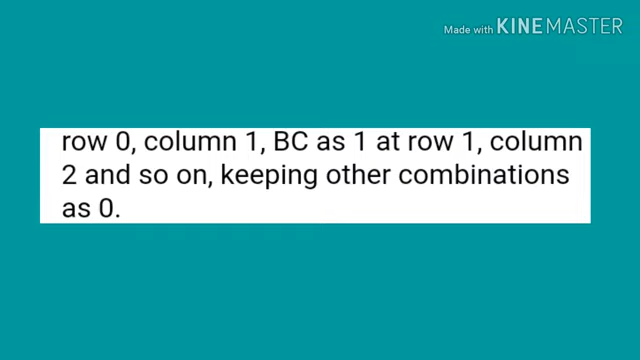 Made with KINEMASTER
row 0, column 1, BC as 1 at row 1, column
2 and so on, keeping other combinations
as 0.